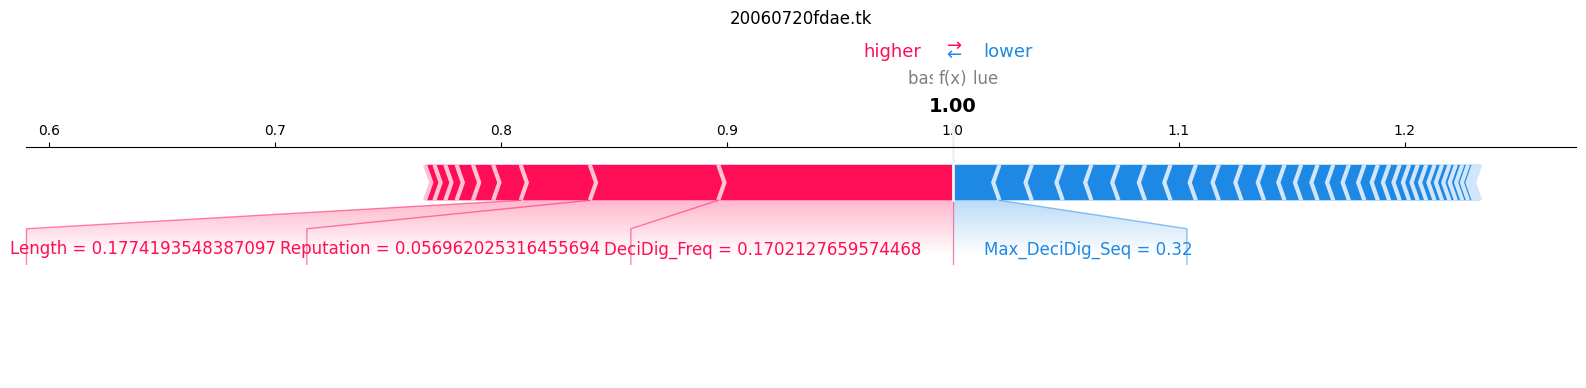 20060720fdae.tk
higher ⇄ lower
bas f(x) lue
1.00
0.6 0.7 0.8 0.9 1.0 1.1 1.2
Length = 0.1774193548387097 Reputation = 0.056962025316455694 DeciDig_Freq = 0.1702127659574468 Max_DeciDig_Seq = 0.32